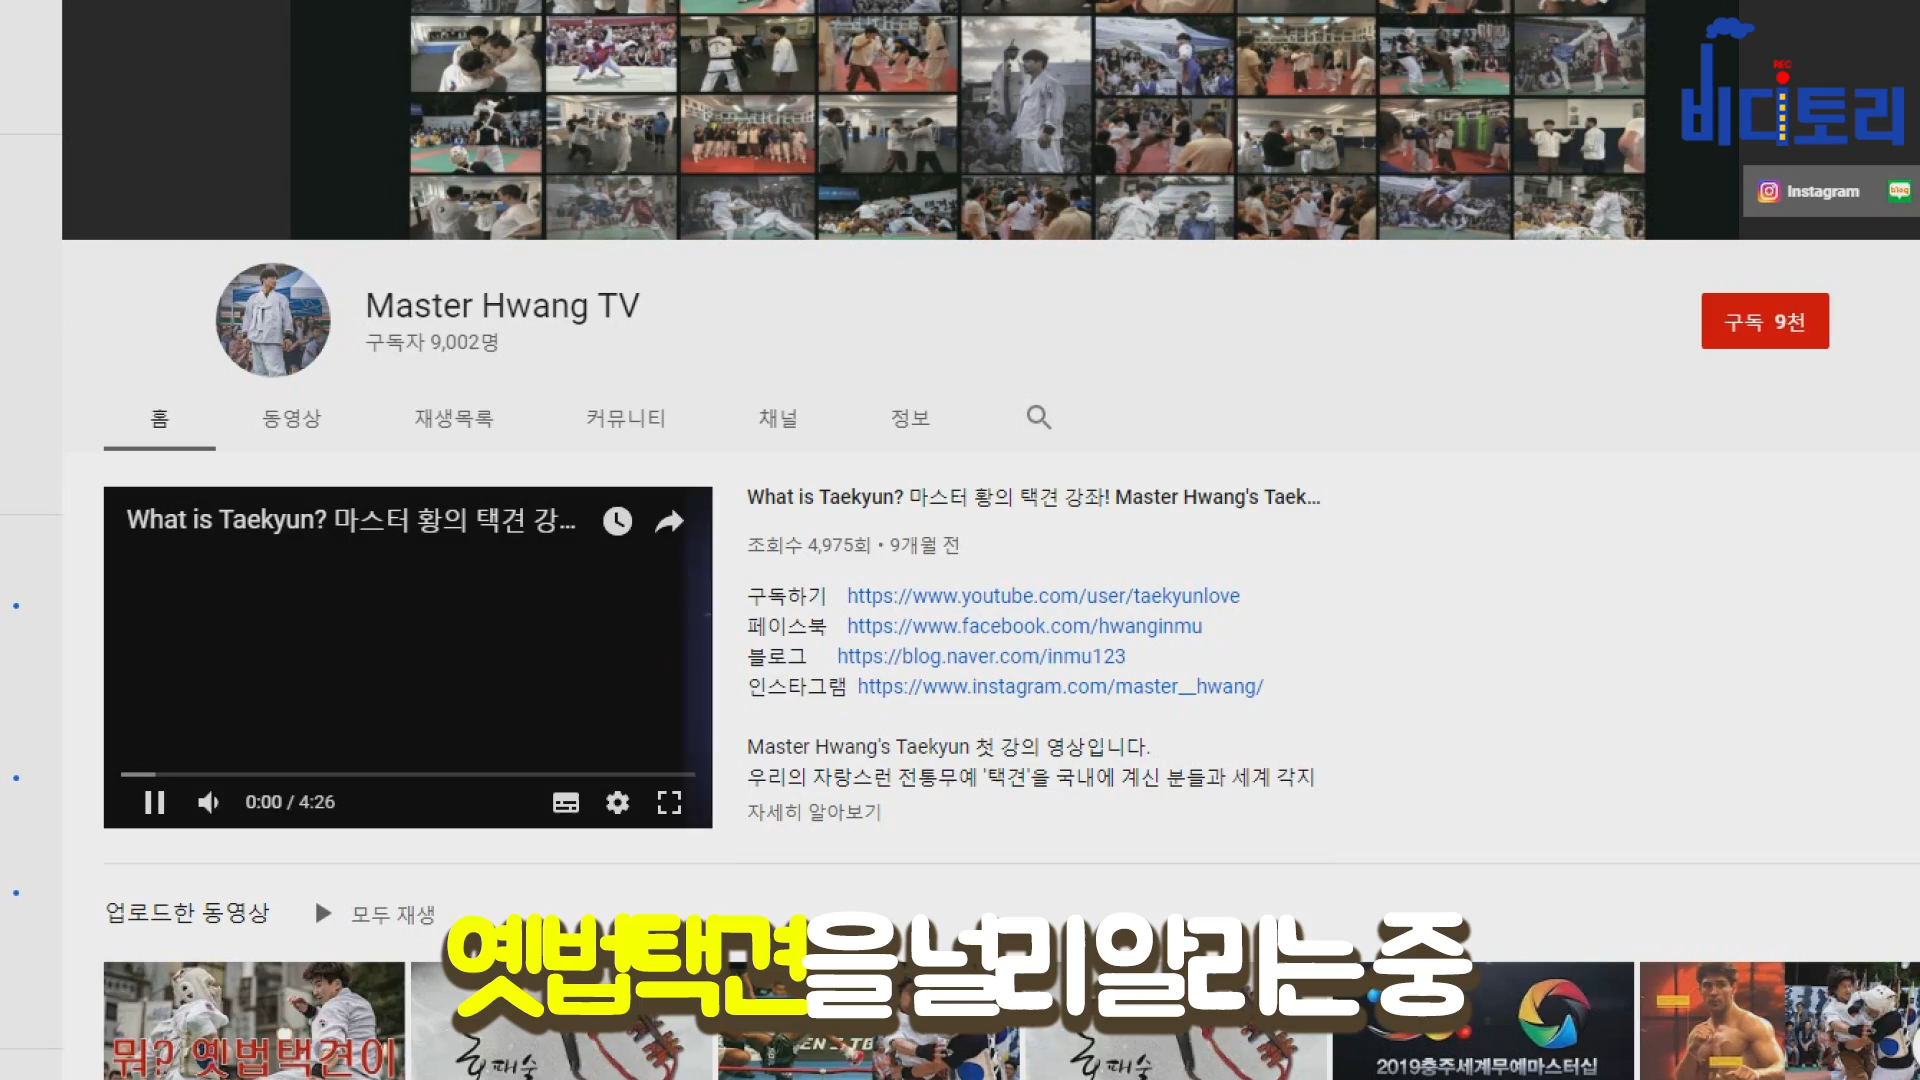 REC
비디토리
Instagram
blog
Master Hwang TV
구독자 9,002명
구독 9천
홈 동영상 재생목록 커뮤니티 채널 정보
What is Taekyun? 마스터 황의 택견 강...
0:00 / 4:26
What is Taekyun? 마스터 황의 택견 강좌! Master Hwang's Taek...
조회수 4,975회 • 9개월 전
구독하기 https://www.youtube.com/user/taekyunlove
페이스북 https://www.facebook.com/hwanginmu
블로그 https://blog.naver.com/inmu123
인스타그램 https://www.instagram.com/master__hwang/
Master Hwang's Taekyun 첫 강의 영상입니다.
우리의 자랑스런 전통무예 '택견'을 국내에 계신 분들과 세계 각지
자세히 알아보기
업로드한 동영상 모두 재생
옛법택견을 널리 알리는 중
뭐? 옛법택견이
2019충주세계무예마스터십